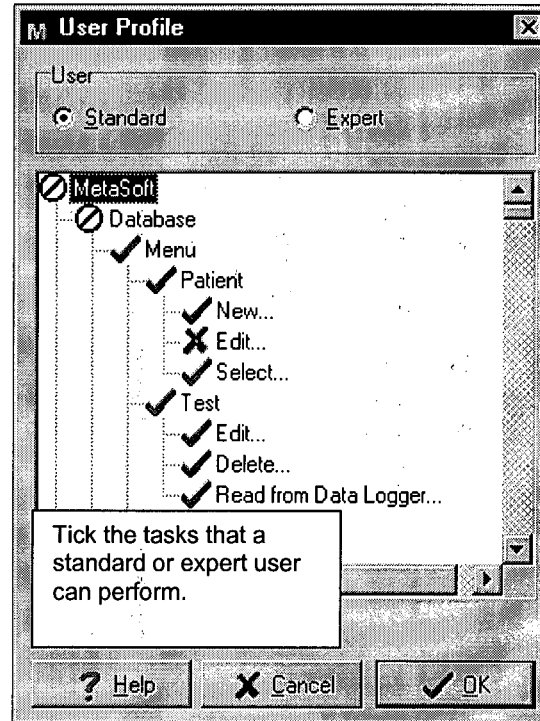 M User Profile
User
Standard Expert
MetaSoft
Database
Menu
Patient
New...
Edit...
Select...
Test
Edit...
Delete...
Read from Data Logger...
Tick the tasks that a
standard or expert user
can perform.
? Help Cancel OK